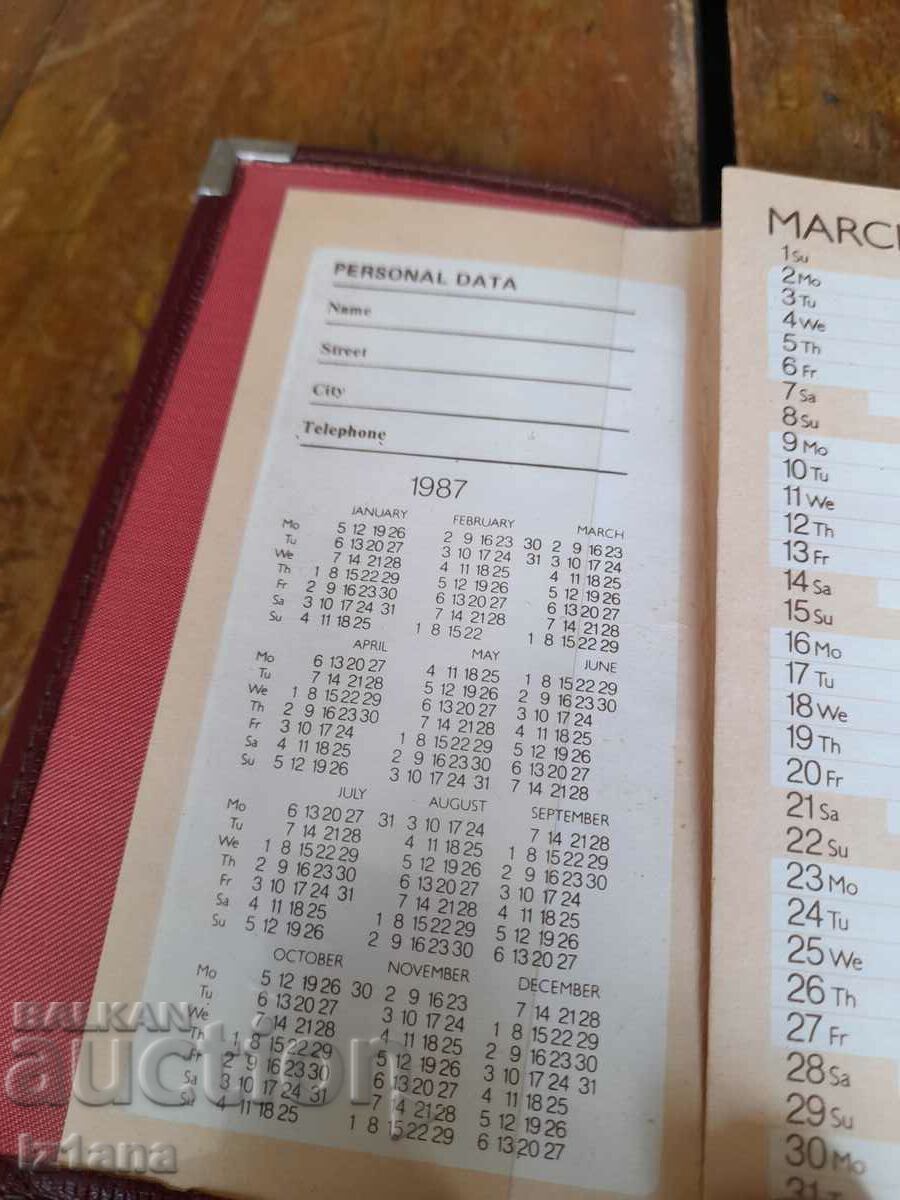 PERSONAL DATA
Name
Street
City
Telephone
1987
JANUARY FEBRUARY MARCH
Mo 5 12 19 26 2 9 16 23 30 2 9 16 23
Tu 6 13 20 27 3 10 17 24 31 3 10 17 24
We 7 14 21 28 4 11 18 25 4 11 18 25
Th 1 8 15 22 29 5 12 19 26 5 12 19 26
Fr 2 9 16 23 30 6 13 20 27 6 13 20 27
Sa 3 10 17 24 31 7 14 21 28 7 14 21 28
Su 4 11 18 25 1 8 15 22 1 8 15 22 29
APRIL MAY JUNE
Mo 6 13 20 27 4 11 18 25 1 8 15 22 29
Tu 7 14 21 28 5 12 19 26 2 9 16 23 30
We 1 8 15 22 29 6 13 20 27 3 10 17 24
Th 2 9 16 23 30 7 14 21 28 4 11 18 25
Fr 3 10 17 24 1 8 15 22 29 5 12 19 26
Sa 4 11 18 25 2 9 16 23 30 6 13 20 27
Su 5 12 19 26 3 10 17 24 31 7 14 21 28
JULY AUGUST SEPTEMBER
Mo 6 13 20 27 31 3 10 17 24 7 14 21 28
Tu 7 14 21 28 4 11 18 25 1 8 15 22 29
We 1 8 15 22 29 5 12 19 26 2 9 16 23 30
Th 2 9 16 23 30 6 13 20 27 3 10 17 24
Fr 3 10 17 24 31 7 14 21 28 4 11 18 25
Sa 4 11 18 25 1 8 15 22 29 5 12 19 26
Su 5 12 19 26 2 9 16 23 30 6 13 20 27
OCTOBER NOVEMBER DECEMBER
Mo 5 12 19 26 30 2 9 16 23 7 14 21 28
Tu 6 13 20 27 3 10 17 24 1 8 15 22 29
We 7 14 21 28 4 11 18 25 2 9 16 23 30
Th 1 8 15 22 29 5 12 19 26 3 10 17 24 31
Fr 2 9 16 23 30 6 13 20 27 4 11 18 25
Sa 3 10 17 24 31 7 14 21 28 5 12 19 26
Su 4 11 18 25 1 8 15 22 29 6 13 20 27
MARCH
1 Su
2 Mo
3 Tu
4 We
5 Th
6 Fr
7 Sa
8 Su
9 Mo
10 Tu
11 We
12 Th
13 Fr
14 Sa
15 Su
16 Mo
17 Tu
18 We
19 Th
20 Fr
21 Sa
22 Su
23 Mo
24 Tu
25 We
26 Th
27 Fr
28 Sa
29 Su
30 Mo
31
BALKAN
auction
Iz1ana